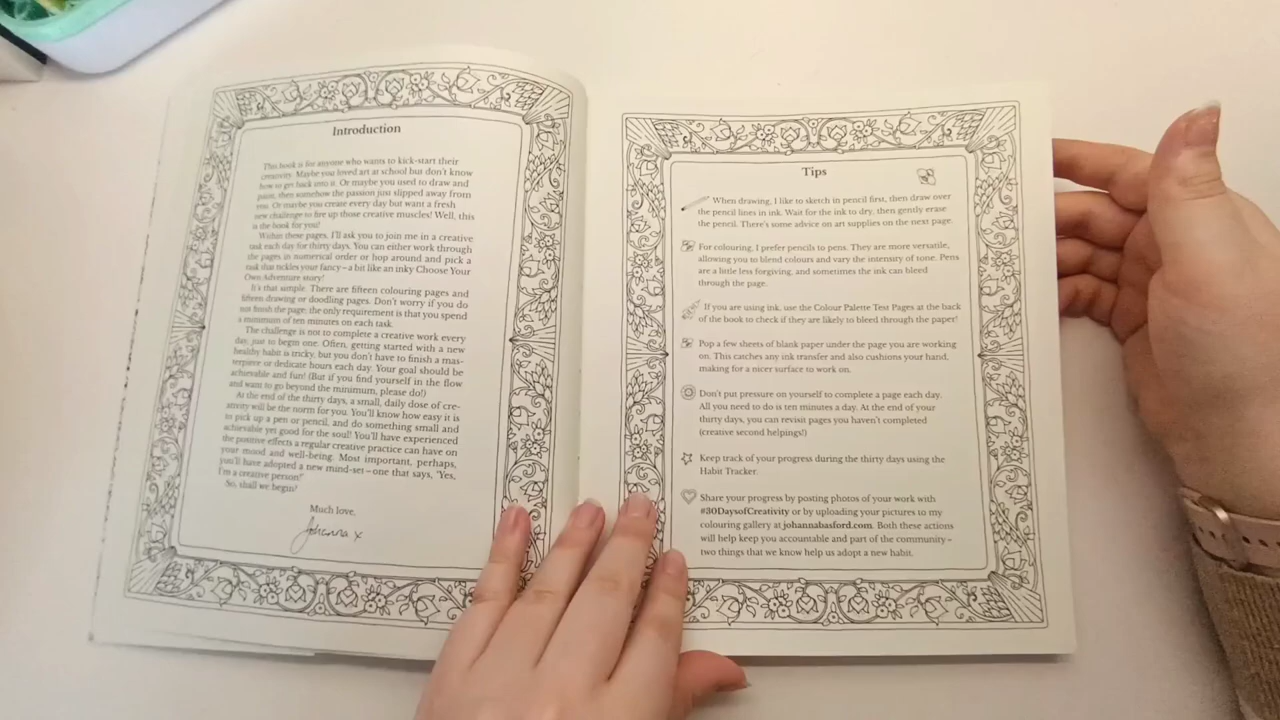 Introduction
This book is for anyone who wants to kick-start their
creativity. Maybe you loved art at school but don't know
how to get back into it. Or maybe you used to draw and
paint, then somehow the passion just slipped away from
you. Or maybe you create every day but want a fresh
new challenge to fire up those creative muscles! Well, this
is the book for you!
Within these pages, I'll ask you to join me in a creative
task each day for thirty days. You can either work through
the pages in numerical order or hop around and pick a
task that tickles your fancy – a bit like an inky Choose Your
Own Adventure story!
It's that simple. There are fifteen colouring pages and
fifteen drawing or doodling pages. Don't worry if you do
not finish the page; the only requirement is that you spend
a minimum of ten minutes on each task.
The challenge is not to complete a creative work every
day, just to begin one. Often, getting started with a new
healthy habit is tricky, but you don't have to finish a mas-
terpiece or dedicate hours each day. Your goal should be
achievable and fun! (But if you find yourself in the flow
and want to go beyond the minimum, please do!)
At the end of the thirty days, a small, daily dose of cre-
ativity will be the norm for you. You'll know how easy it is
to pick up a pen or pencil, and do something small and
achievable yet good for the soul! You'll have experienced
the positive effects a regular creative practice can have on
your mood and well-being. Most important, perhaps,
you'll have adopted a new mind-set – one that says, 'Yes,
I'm a creative person!'
So, shall we begin?
Much love,
Johanna x
Tips
When drawing, I like to sketch in pencil first, then draw over
the pencil lines in ink. Wait for the ink to dry, then gently erase
the pencil. There's some advice on art supplies on the next page.
For colouring, I prefer pencils to pens. They are more versatile,
allowing you to blend colours and vary the intensity of tone. Pens
are a little less forgiving, and sometimes the ink can bleed
through the page.
If you are using ink, use the Colour Palette Test Pages at the back
of the book to check if they are likely to bleed through the paper!
Pop a few sheets of blank paper under the page you are working
on. This catches any ink transfer and also cushions your hand,
making for a nicer surface to work on.
Don't put pressure on yourself to complete a page each day.
All you need to do is ten minutes a day. At the end of your
thirty days, you can revisit pages you haven't completed
(creative second helpings!)
Keep track of your progress during the thirty days using the
Habit Tracker.
Share your progress by posting photos of your work with
#30DaysofCreativity or by uploading your pictures to my
colouring gallery at johannabasford.com. Both these actions
will help keep you accountable and part of the community –
two things that we know help us adopt a new habit.